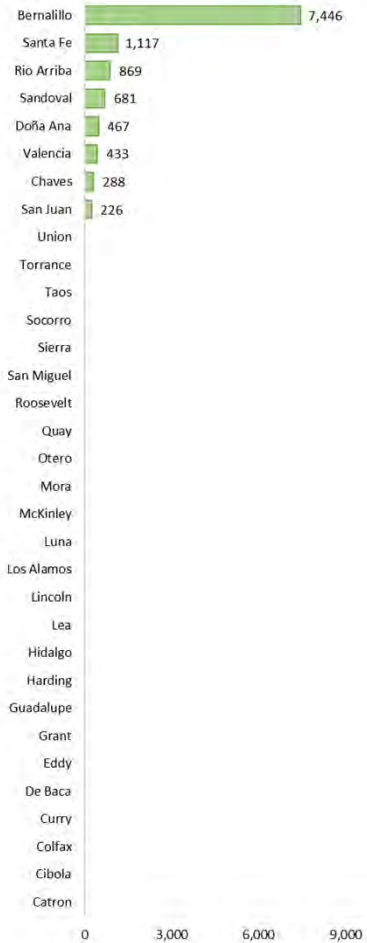 Bernalillo 7,446
Santa Fe 1,117
Rio Arriba 869
Sandoval 681
Doña Ana 467
Valencia 433
Chaves 288
San Juan 226
Union
Torrance
Taos
Socorro
Sierra
San Miguel
Roosevelt
Quay
Otero
Mora
McKinley
Luna
Los Alamos
Lincoln
Lea
Hidalgo
Harding
Guadalupe
Grant
Eddy
De Baca
Curry
Colfax
Cibola
Catron
0 3,000 6,000 9,000